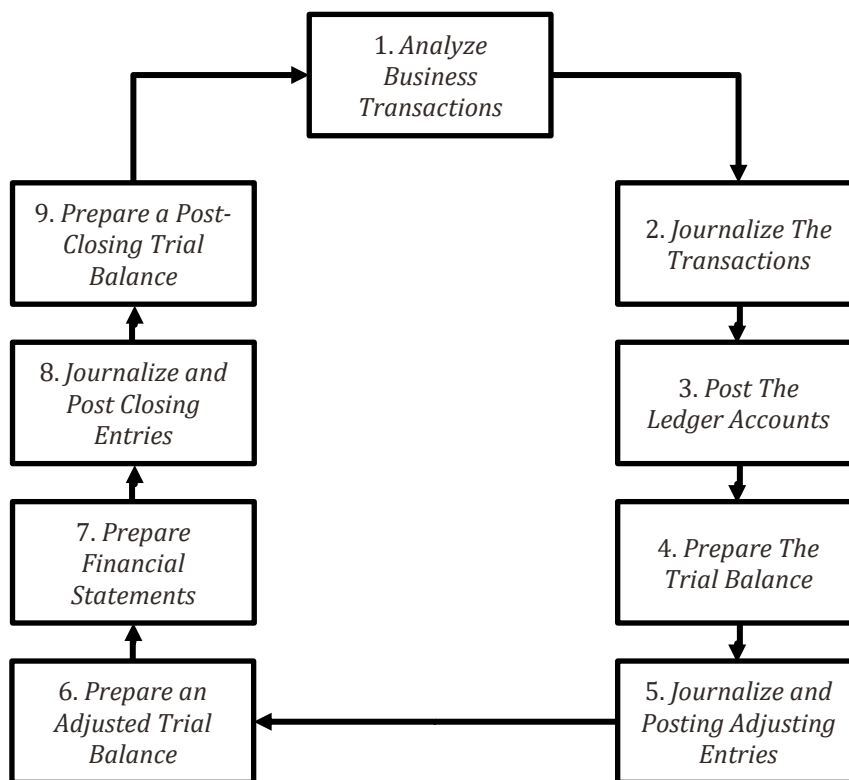 1. Analyze
Business
Transactions
2. Journalize The
Transactions
3. Post The
Ledger Accounts
4. Prepare The
Trial Balance
5. Journalize and
Posting Adjusting
Entries
6. Prepare an
Adjusted Trial
Balance
7. Prepare
Financial
Statements
8. Journalize and
Post Closing
Entries
9. Prepare a Post-
Closing Trial
Balance